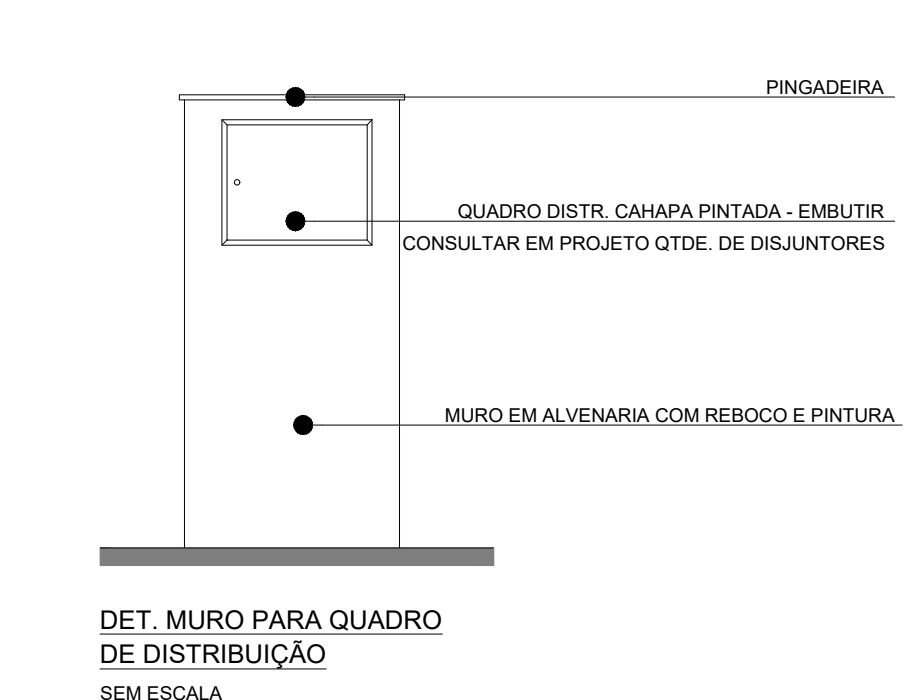 PINGADEIRA
QUADRO DISTR. CAHAPA PINTADA - EMBUTIR
CONSULTAR EM PROJETO QTDE. DE DISJUNTORES
MURO EM ALVENARIA COM REBOCO E PINTURA
DET. MURO PARA QUADRO
DE DISTRIBUIÇÃO
SEM ESCALA